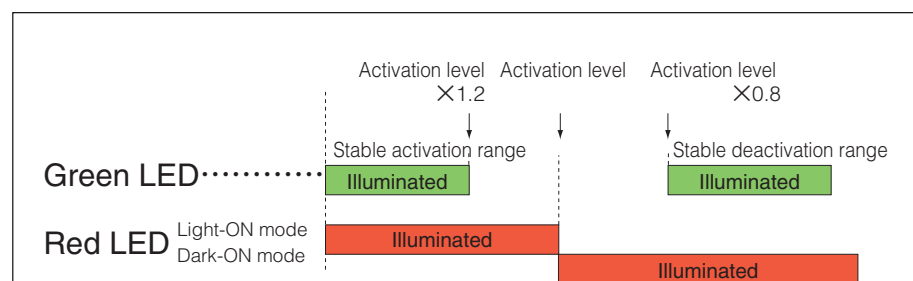 Activation level ×1.2
Activation level
Activation level ×0.8
Stable activation range
Stable deactivation range
Green LED
Illuminated
Illuminated
Red LED
Light-ON mode
Illuminated
Dark-ON mode
Illuminated